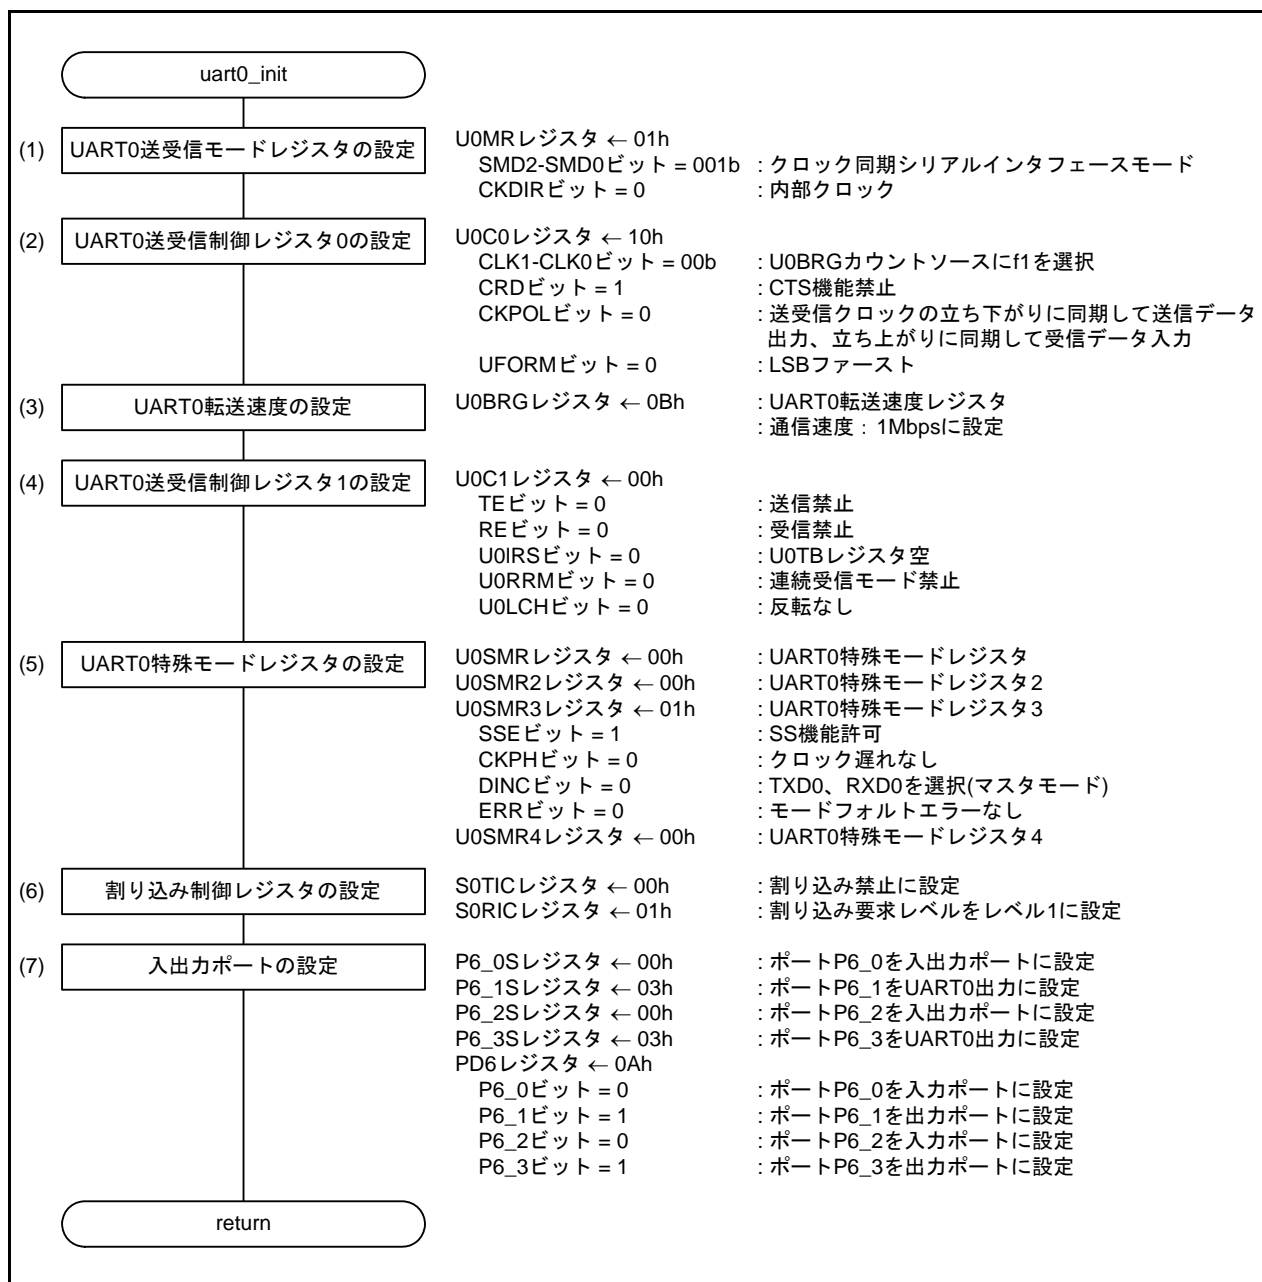 uart0_init
(1) UART0送受信モードレジスタの設定
U0MRレジスタ ← 01h
SMD2-SMD0ビット = 001b : クロック同期シリアルインタフェースモード
CKDIRビット = 0 : 内部クロック
(2) UART0送受信制御レジスタ0の設定
U0C0レジスタ ← 10h
CLK1-CLK0ビット = 00b : U0BRGカウントソースにf1を選択
CRDビット = 1 : CTS機能禁止
CKPOLビット = 0 : 送受信クロックの立ち下がりに同期して送信データ
出力、立ち上がりに同期して受信データ入力
UFORMビット = 0 : LSBファースト
(3) UART0転送速度の設定
U0BRGレジスタ ← 0Bh : UART0転送速度レジスタ
: 通信速度：1Mbpsに設定
(4) UART0送受信制御レジスタ1の設定
U0C1レジスタ ← 00h
TEビット = 0 : 送信禁止
REビット = 0 : 受信禁止
U0IRSビット = 0 : U0TBレジスタ空
U0RRMビット = 0 : 連続受信モード禁止
U0LCHビット = 0 : 反転なし
(5) UART0特殊モードレジスタの設定
U0SMRレジスタ ← 00h : UART0特殊モードレジスタ
U0SMR2レジスタ ← 00h : UART0特殊モードレジスタ2
U0SMR3レジスタ ← 01h : UART0特殊モードレジスタ3
SSEビット = 1 : SS機能許可
CKPHビット = 0 : クロック遅れなし
DINCビット = 0 : TXD0、RXD0を選択(マスタモード)
ERRビット = 0 : モードフォルトエラーなし
U0SMR4レジスタ ← 00h : UART0特殊モードレジスタ4
(6) 割り込み制御レジスタの設定
S0TICレジスタ ← 00h : 割り込み禁止に設定
S0RICレジスタ ← 01h : 割り込み要求レベルをレベル1に設定
(7) 入出力ポートの設定
P6_0Sレジスタ ← 00h : ポートP6_0を入出力ポートに設定
P6_1Sレジスタ ← 03h : ポートP6_1をUART0出力に設定
P6_2Sレジスタ ← 00h : ポートP6_2を入出力ポートに設定
P6_3Sレジスタ ← 03h : ポートP6_3をUART0出力に設定
PD6レジスタ ← 0Ah
P6_0ビット = 0 : ポートP6_0を入力ポートに設定
P6_1ビット = 1 : ポートP6_1を出力ポートに設定
P6_2ビット = 0 : ポートP6_2を入力ポートに設定
P6_3ビット = 1 : ポートP6_3を出力ポートに設定
return